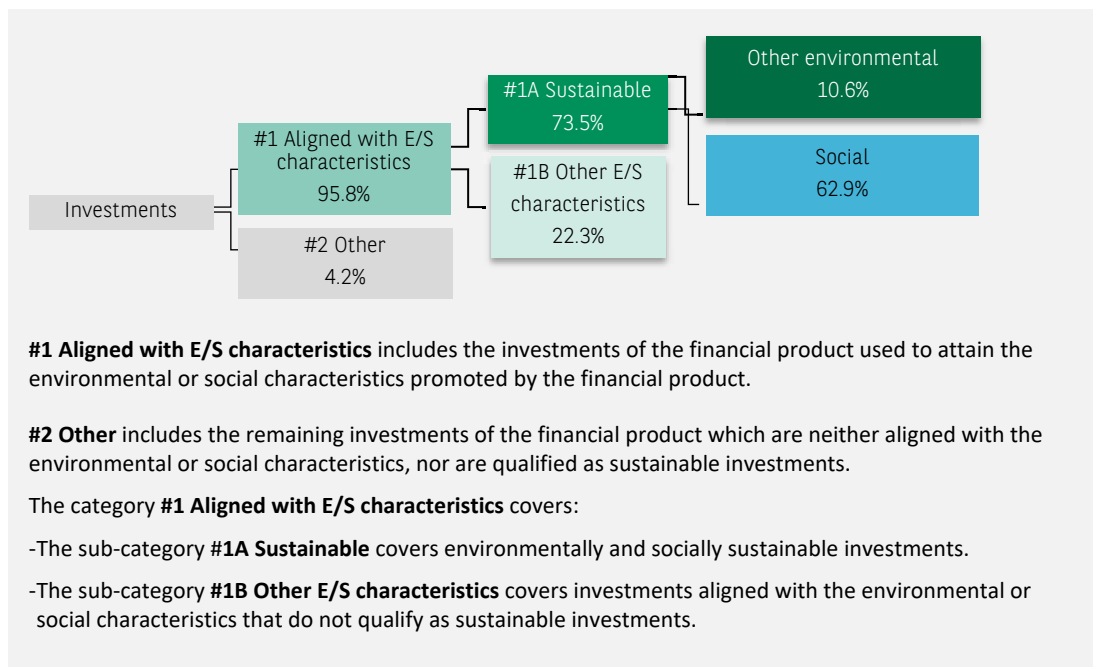 Investments
#1 Aligned with E/S
characteristics
95.8%
#2 Other
4.2%
#1A Sustainable
73.5%
#1B Other E/S
characteristics
22.3%
Other environmental
10.6%
Social
62.9%
#1 Aligned with E/S characteristics includes the investments of the financial product used to attain the
environmental or social characteristics promoted by the financial product.
#2 Other includes the remaining investments of the financial product which are neither aligned with the
environmental or social characteristics, nor are qualified as sustainable investments.
The category #1 Aligned with E/S characteristics covers:
-The sub-category #1A Sustainable covers environmentally and socially sustainable investments.
-The sub-category #1B Other E/S characteristics covers investments aligned with the environmental or
social characteristics that do not qualify as sustainable investments.